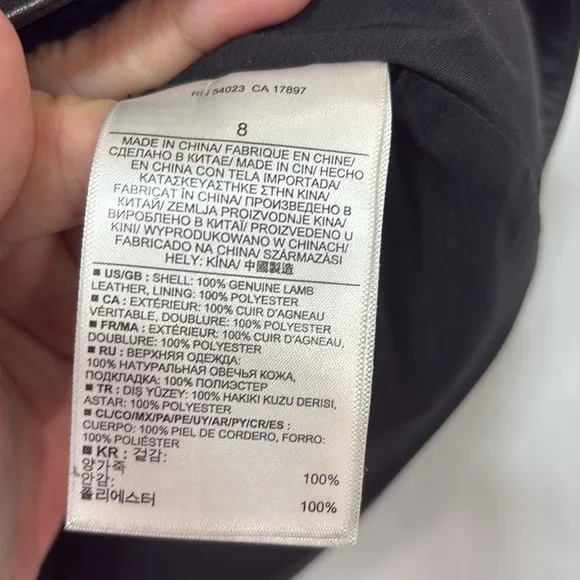 RN 54023 CA 17897
8
MADE IN CHINA/ FABRIQUE EN CHINE/
СДЕЛАНО В КИТАЕ/ MADE IN CIN/ HECHO
EN CHINA CON TELA IMPORTADA/
ΚΑΤΑΣΚΕΥΑΣΤΗΚΕ ΣΤΗΝ ΚΙΝΑ/
FABRICAT ÎN CHINA/ ПРОИЗВЕДЕНО В
КИТАЙ/ ZEMLJA PROIZVODNJE KINA/
ВИРОБЛЕНО В КИТАЇ/ PROIZVEDENO U
KINI/ WYPRODUKOWANO W CHINACH/
FABRICADO NA CHINA/ SZÁRMAZÁSI
HELY: KÍNA/ 中國製造
■ US/GB : SHELL: 100% GENUINE LAMB
LEATHER, LINING: 100% POLYESTER
■ CA : EXTÉRIEUR: 100% CUIR D'AGNEAU
VÉRITABLE, DOUBLURE: 100% POLYESTER
■ FR/MA : EXTÉRIEUR: 100% CUIR D'AGNEAU,
DOUBLURE: 100% POLYESTER
■ RU : ВЕРХНЯЯ ОДЕЖДА:
100% НАТУРАЛЬНАЯ ОВЕЧЬЯ КОЖА,
ПОДКЛАДКА: 100% ПОЛИЭСТЕР
■ TR : DIŞ YÜZEY: 100% HAKIKI KUZU DERISI,
ASTAR: 100% POLYESTER
■ CL/CO/MX/PA/PE/UY/AR/PY/CR/ES :
CUERPO: 100% PIEL DE CORDERO, FORRO:
100% POLIÉSTER
■ KR : 겉감:
양가죽 100%
안감:
폴리에스터 100%